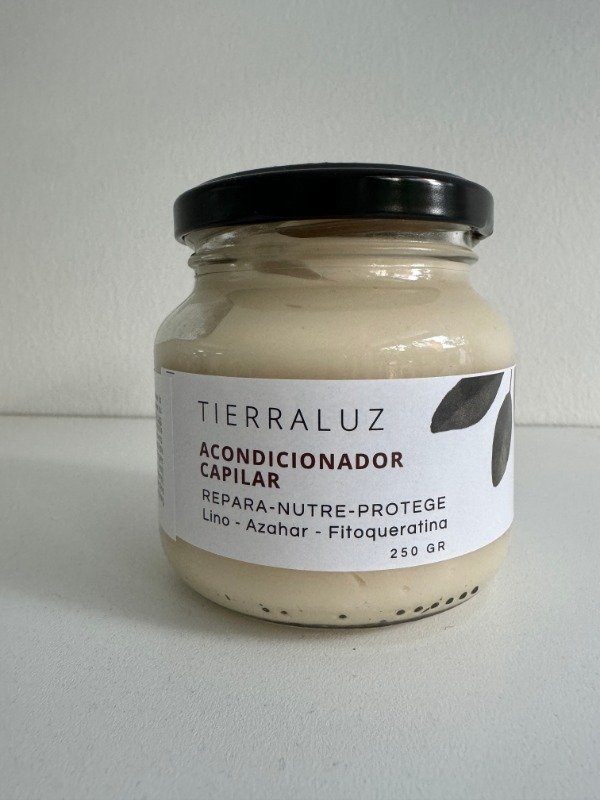 TIERRALUZ
ACONDICIONADOR
CAPILAR
REPARA-NUTRE-PROTEGE
Lino - Azahar - Fitoqueratina
250 GR